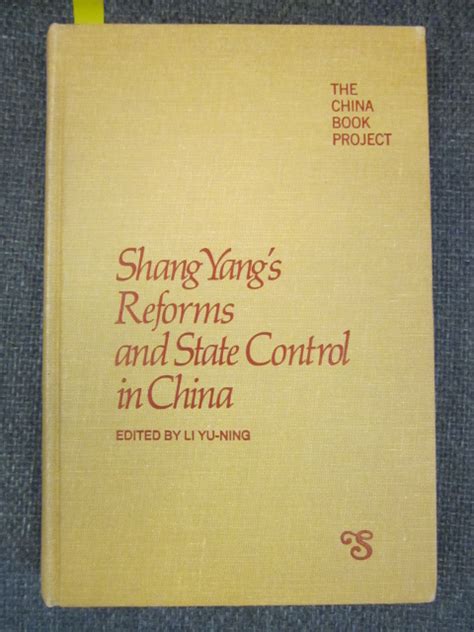 THE
CHINA
BOOK
PROJECT
Shang Yang's
Reforms
and State Control
in China
EDITED BY LI YU-NING